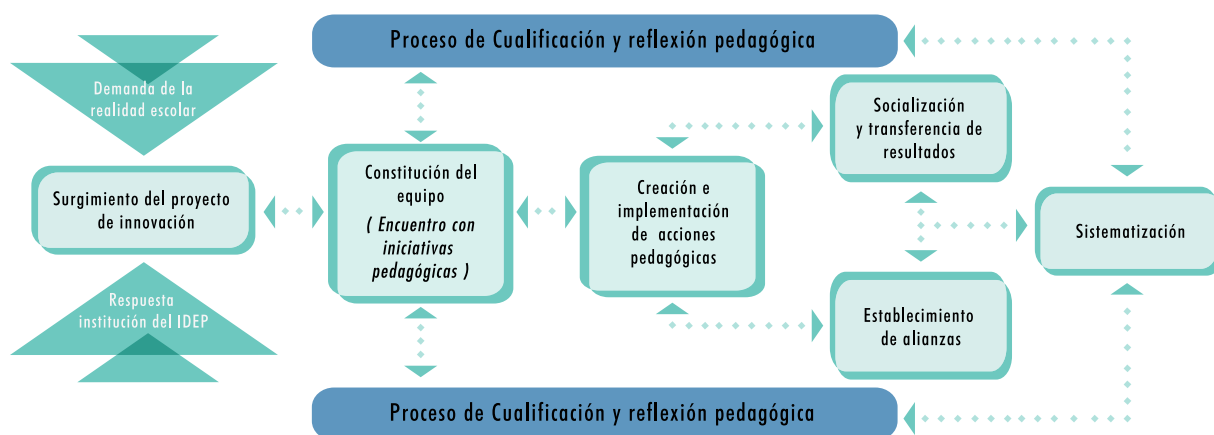 Proceso de Cualificación y reflexión pedagógica
Demanda de la
realidad escolar
Surgimiento del proyecto
de innovación
Respuesta
institución del IDEP
Constitución del
equipo
( Encuentro con
iniciativas
pedagógicas )
Creación e
implementación
de acciones
pedagógicas
Socialización
y transferencia de
resultados
Establecimiento
de alianzas
Sistematización
Proceso de Cualificación y reflexión pedagógica